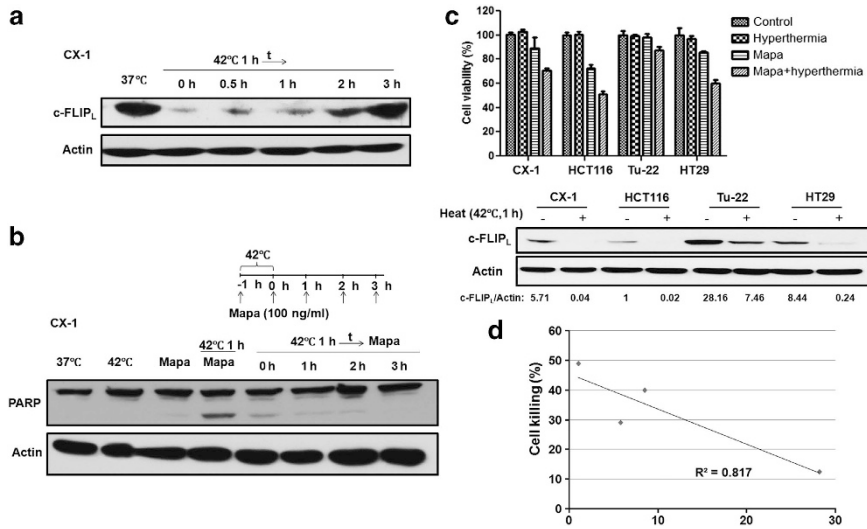 a
CX-1
42℃ 1 h t
37℃
0 h 0.5 h 1 h 2 h 3 h
c-FLIPL
Actin
b
42℃
-1 h 0 h 1 h 2 h 3 h
Mapa (100 ng/ml)
CX-1
42℃ 1 h
Mapa
42℃ 1 h t Mapa
37℃ 42℃ Mapa
0 h 1 h 2 h 3 h
PARP
Actin
c
Cell viability (%)
120
100
80
60
40
20
0
CX-1 HCT116 Tu-22 HT29
Control
Hyperthermia
Mapa
Mapa+hyperthermia
CX-1 HCT116 Tu-22 HT29
Heat (42℃,1 h) - + - + - + - +
c-FLIPL
Actin
c-FLIPL/Actin: 5.71 0.04 1 0.02 28.16 7.46 8.44 0.24
d
Cell killing (%)
60
50
40
30
20
10
0
R² = 0.817
0 10 20 30